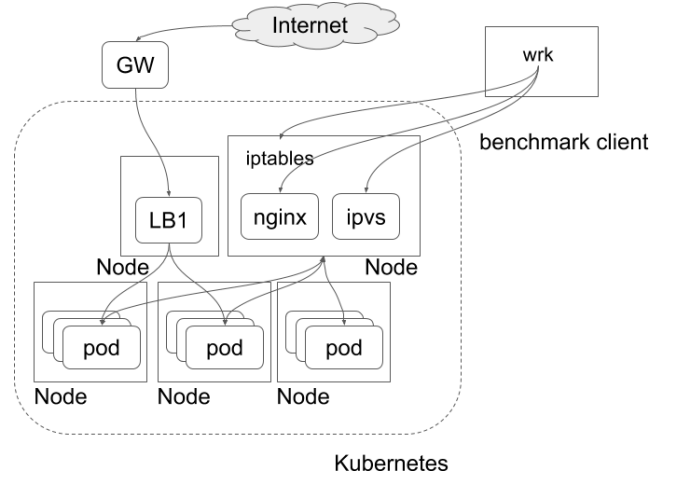 Internet
GW
wrk
benchmark client
iptables
nginx
ipvs
LB1
Node
Node
pod
pod
pod
Node
Node
Node
Kubernetes